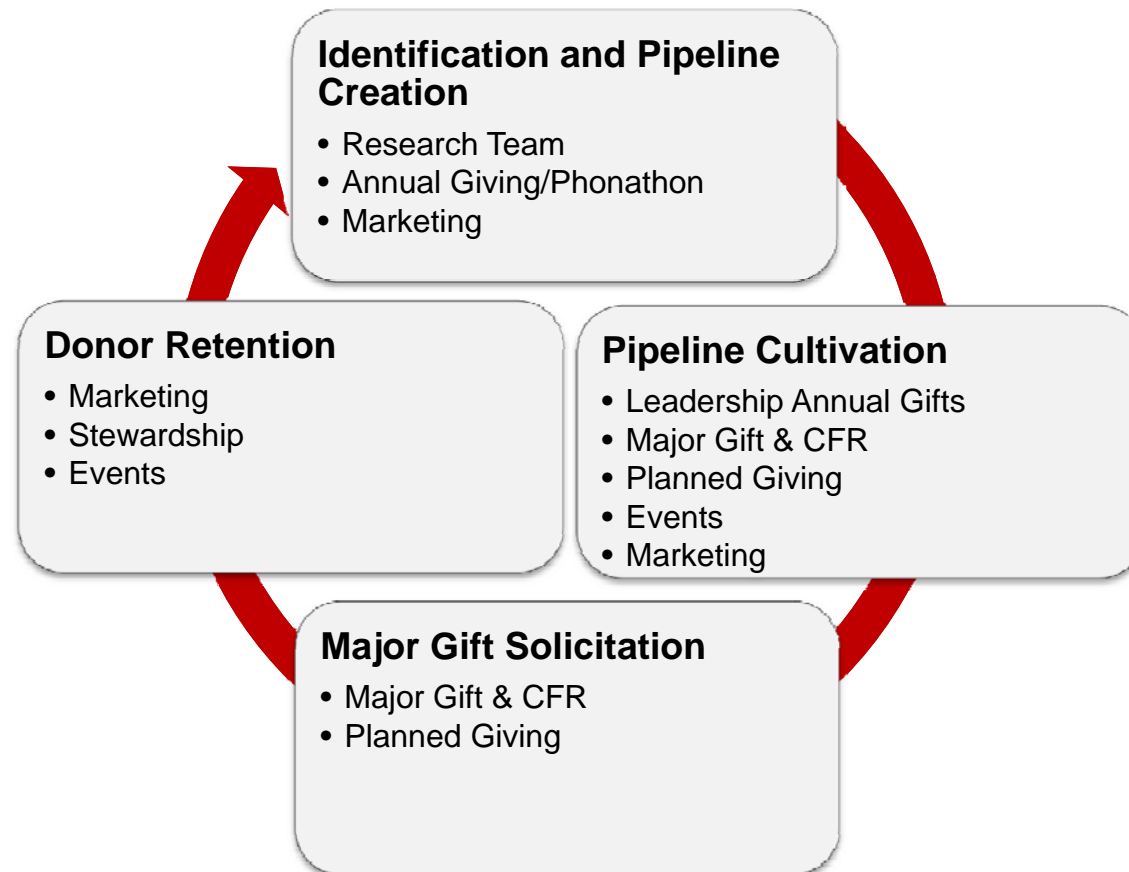 Identification and Pipeline
Creation
• Research Team
• Annual Giving/Phonathon
• Marketing
Donor Retention
• Marketing
• Stewardship
• Events
Pipeline Cultivation
• Leadership Annual Gifts
• Major Gift & CFR
• Planned Giving
• Events
• Marketing
Major Gift Solicitation
• Major Gift & CFR
• Planned Giving